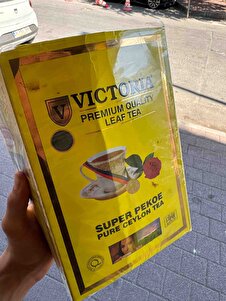 V VICTORIA
PREMIUM QUALITY
LEAF TEA
SUPER PEKOE
PURE CEYLON TEA